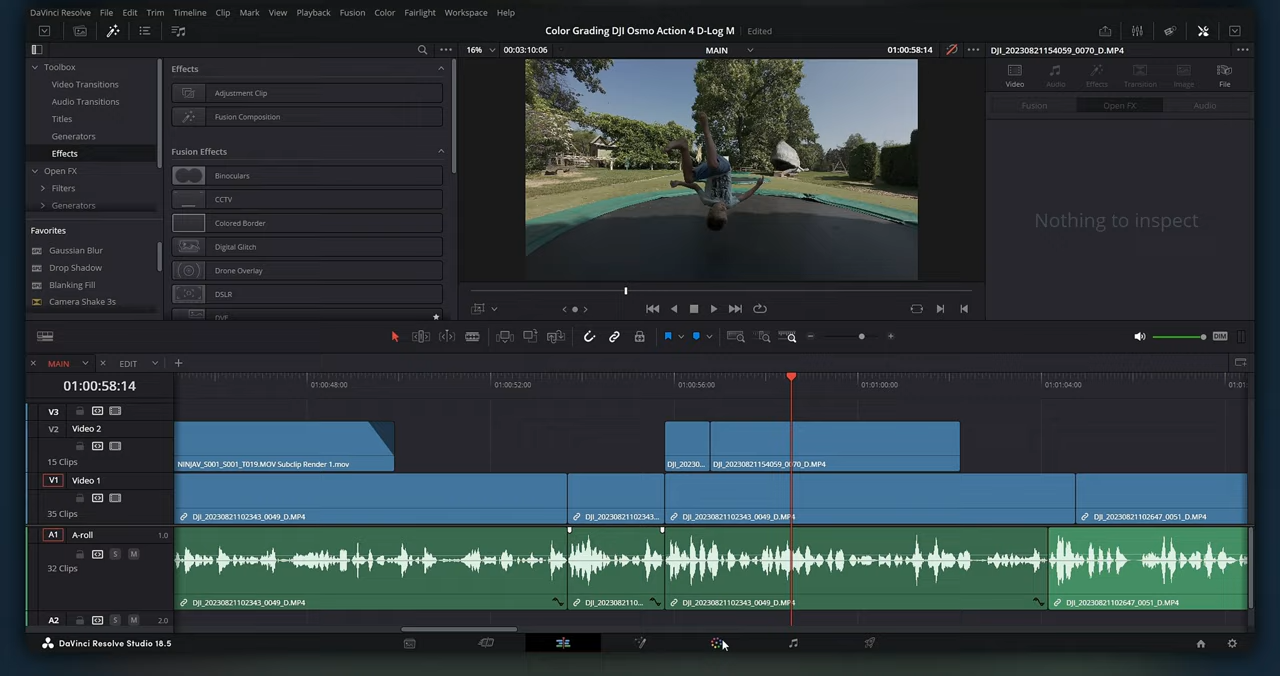 DaVinci Resolve File Edit Trim Timeline Clip Mark View Playback Fusion Color Fairlight Workspace Help
Color Grading DJI Osmo Action 4 D-Log M Edited
16% 00:03:10:06 MAIN 01:00:58:14 DJI_20230821154059_0070_D.MP4
Toolbox
Video Transitions
Audio Transitions
Titles
Generators
Effects
Open FX
Filters
Generators
Favorites
Gaussian Blur
Drop Shadow
Blanking Fill
Camera Shake 3s
Effects
Adjustment Clip
Fusion Composition
Fusion Effects
Binoculars
CCTV
Colored Border
Digital Glitch
Drone Overlay
DSLR
DVE
Video Audio Effects Transition Image File
Fusion Open FX Audio
Nothing to inspect
DIM
MAIN EDIT
01:00:58:14
01:00:48:00 01:00:52:00 01:00:56:00 01:01:00:00 01:01:04:00
V3
V2 Video 2
15 Clips
NINJAV_S001_S001_T019.MOV Subclip Render 1.mov DJI_20230... DJI_20230821154059_0070_D.MP4
V1 Video 1
35 Clips
DJI_20230821102343_0049_D.MP4 DJI_20230821102343... DJI_20230821102343_0049_D.MP4 DJI_20230821102647_0051_D.MP4
A1 A-roll 1.0
S M
32 Clips
DJI_20230821102343_0049_D.MP4 DJI_2023082110... DJI_20230821102343_0049_D.MP4 DJI_20230821102647_0051_D.MP4
A2 S M 2.0
DaVinci Resolve Studio 18.5